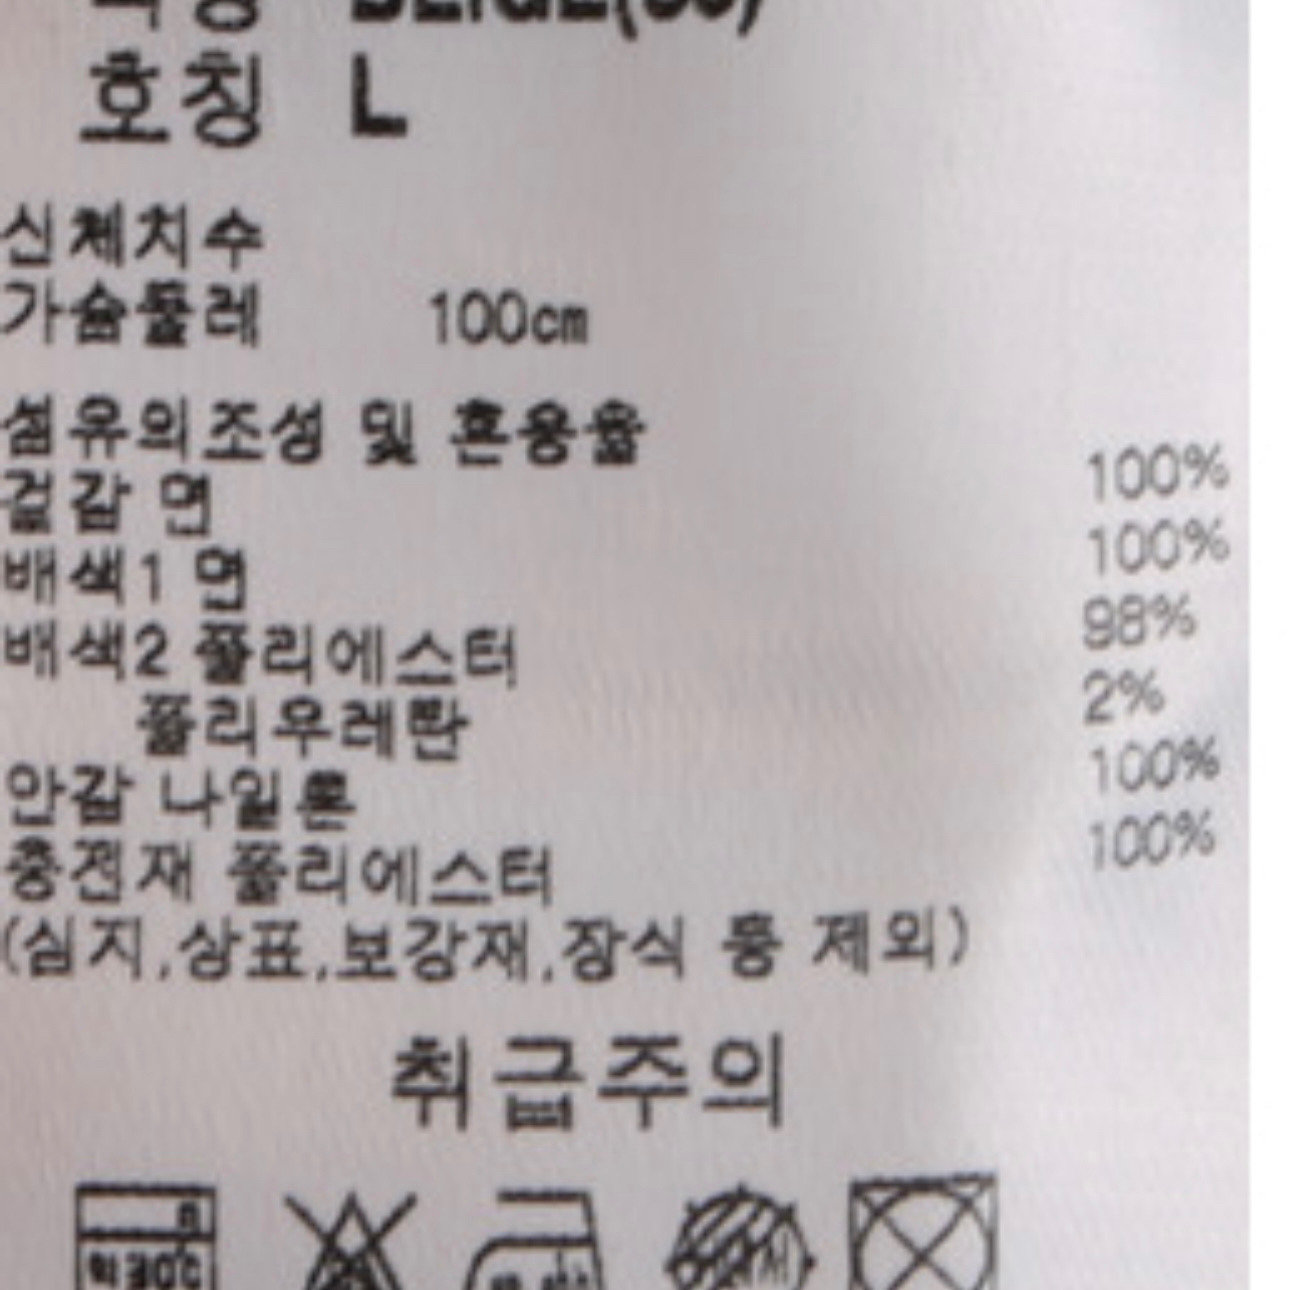 호칭 L
신체치수
가슴둘레 100cm
섬유의조성 및 혼용율
겉감 면 100%
배색1 면 100%
배색2 폴리에스터 98%
폴리우레탄 2%
안감 나일론 100%
충전재 폴리에스터 100%
(심지,상표,보강재,장식 등 제외)
취급주의